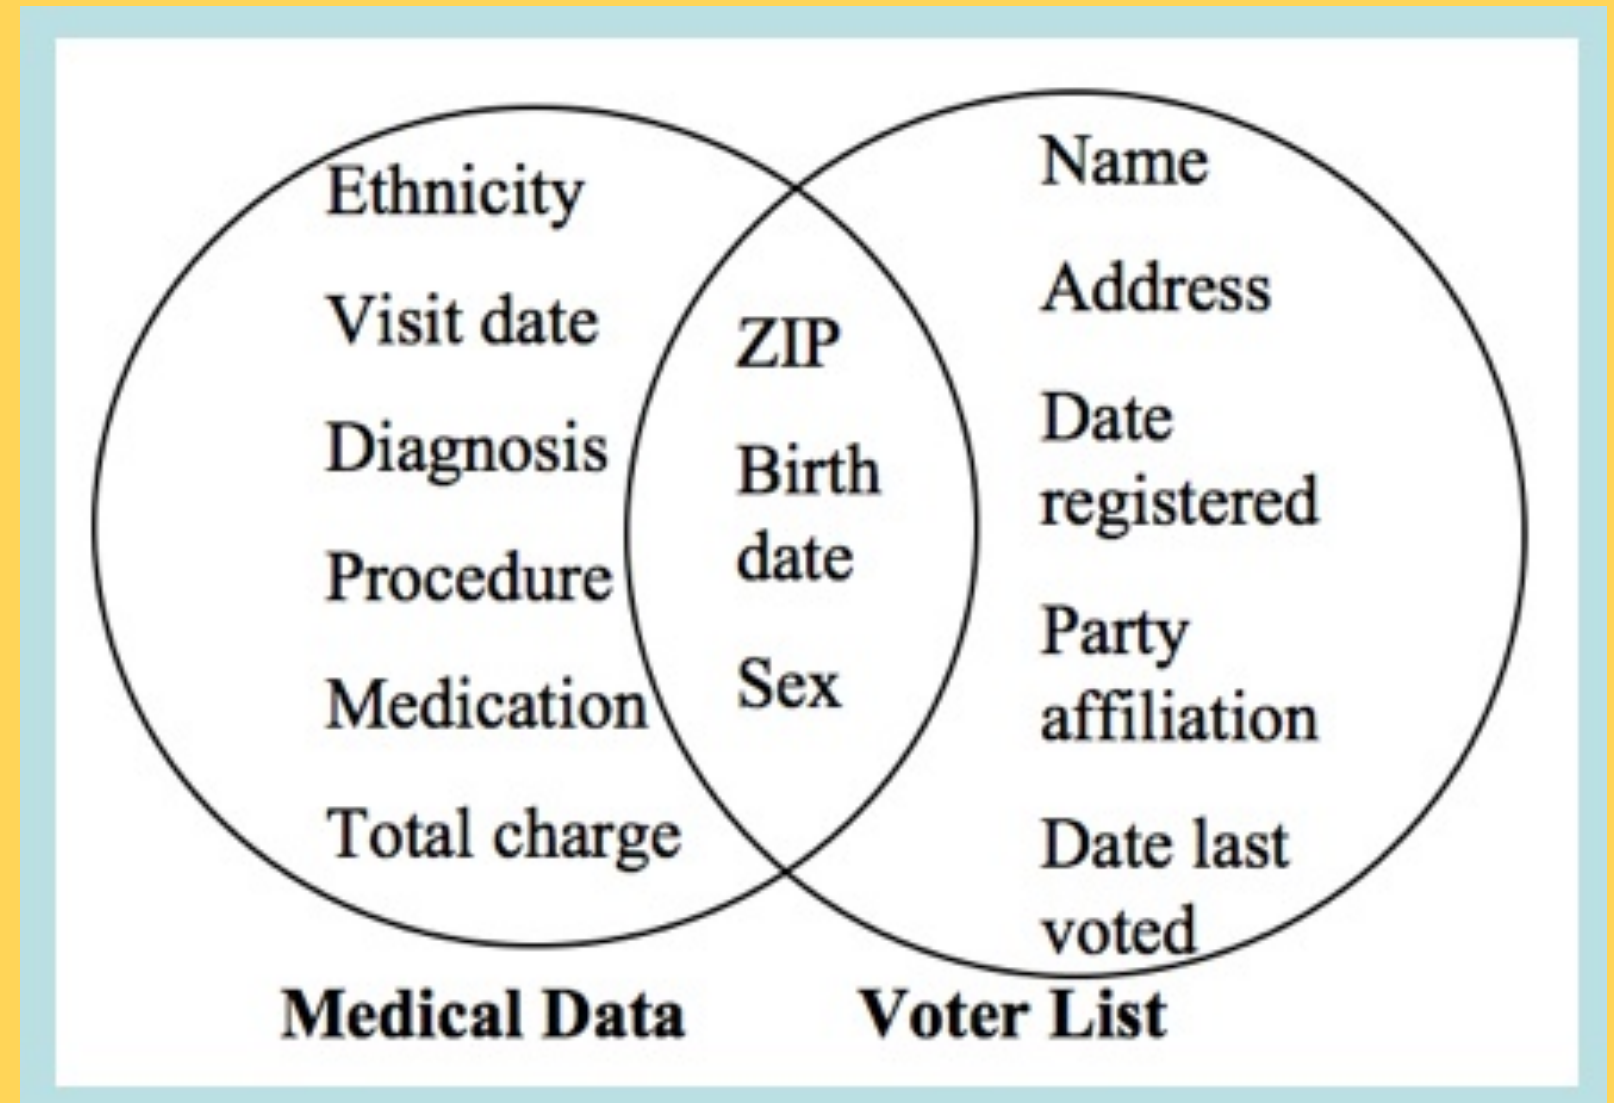 Ethnicity
Visit date
Diagnosis
Procedure
Medication
Total charge
ZIP
Birth
date
Sex
Name
Address
Date
registered
Party
affiliation
Date last
voted
Medical Data
Voter List